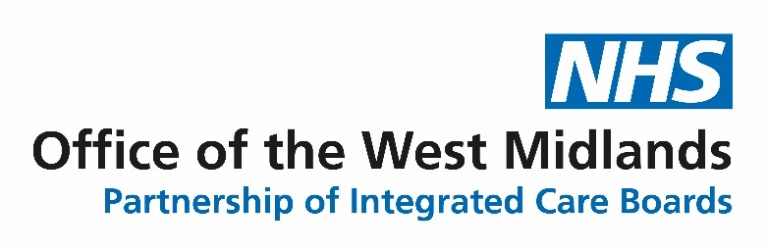 NHS
Office of the West Midlands
Partnership of Integrated Care Boards